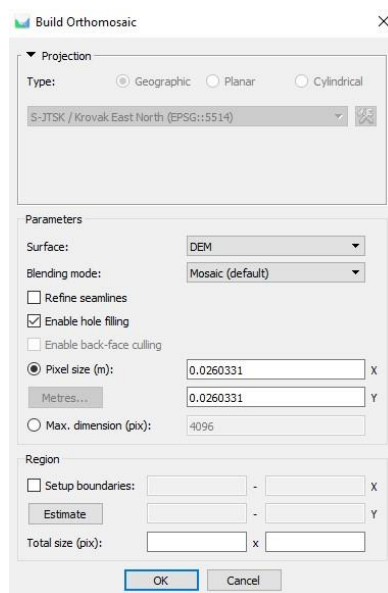 Build Orthomosaic
Projection
Type: Geographic Planar Cylindrical
S-JTSK / Krovak East North (EPSG::5514)
Parameters
Surface: DEM
Blending mode: Mosaic (default)
Refine seamlines
Enable hole filling
Enable back-face culling
Pixel size (m): 0.0260331 X
Metres... 0.0260331 Y
Max. dimension (pix): 4096
Region
Setup boundaries: - X
Estimate - Y
Total size (pix): x
OK Cancel